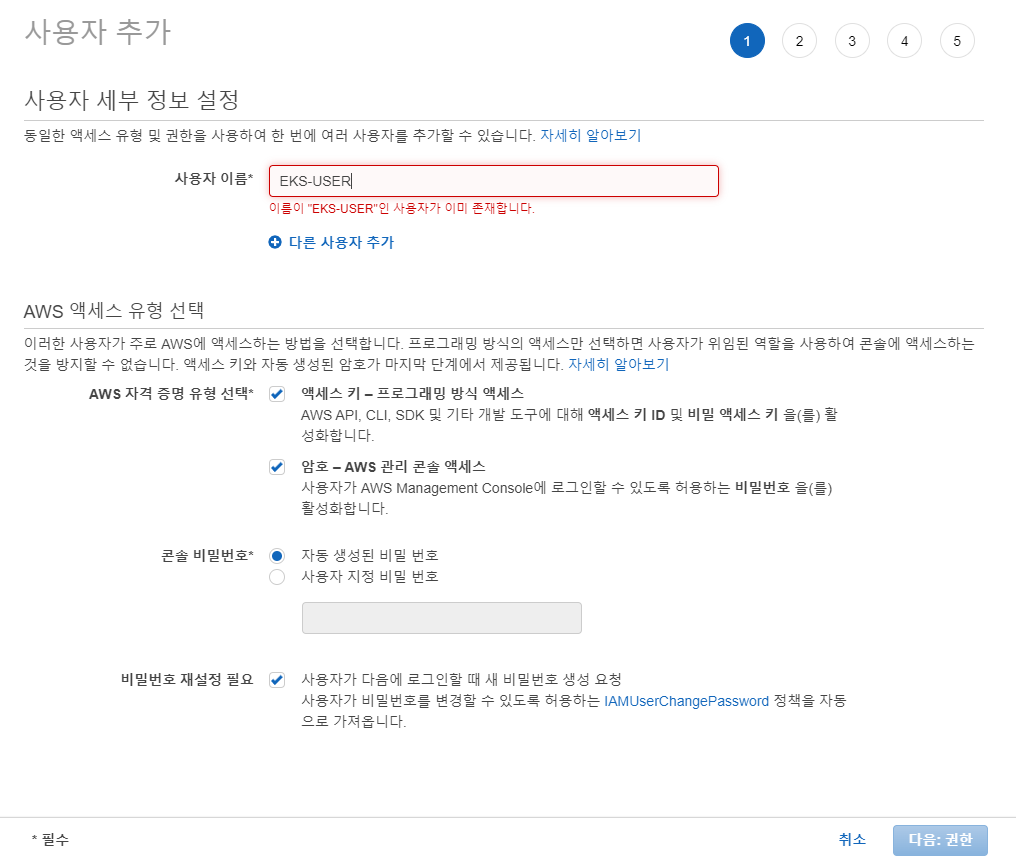 사용자 추가
1 2 3 4 5
사용자 세부 정보 설정
동일한 액세스 유형 및 권한을 사용하여 한 번에 여러 사용자를 추가할 수 있습니다. 자세히 알아보기
사용자 이름* EKS-USER
이름이 "EKS-USER"인 사용자가 이미 존재합니다.
다른 사용자 추가
AWS 액세스 유형 선택
이러한 사용자가 주로 AWS에 액세스하는 방법을 선택합니다. 프로그래밍 방식의 액세스만 선택하면 사용자가 위임된 역할을 사용하여 콘솔에 액세스하는
것을 방지할 수 없습니다. 액세스 키와 자동 생성된 암호가 마지막 단계에서 제공됩니다. 자세히 알아보기
AWS 자격 증명 유형 선택* 액세스 키 – 프로그래밍 방식 액세스
AWS API, CLI, SDK 및 기타 개발 도구에 대해 액세스 키 ID 및 비밀 액세스 키 을(를) 활
성화합니다.
암호 – AWS 관리 콘솔 액세스
사용자가 AWS Management Console에 로그인할 수 있도록 허용하는 비밀번호 을(를)
활성화합니다.
콘솔 비밀번호* 자동 생성된 비밀 번호
사용자 지정 비밀 번호
비밀번호 재설정 필요 사용자가 다음에 로그인할 때 새 비밀번호 생성 요청
사용자가 비밀번호를 변경할 수 있도록 허용하는 IAMUserChangePassword 정책을 자동
으로 가져옵니다.
* 필수 취소 다음: 권한